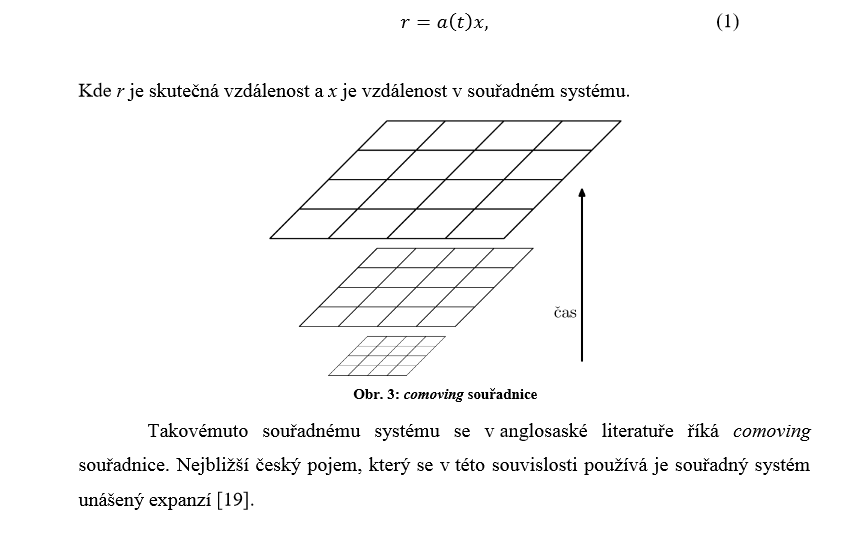 r = a(t)x, (1)
Kde r je skutečná vzdálenost a x je vzdálenost v souřadném systému.
čas
Obr. 3: comoving souřadnice
Takovémuto souřadnému systému se v anglosaské literatuře říká comoving
souřadnice. Nejbližší český pojem, který se v této souvislosti používá je souřadný systém
unášený expanzí [19].